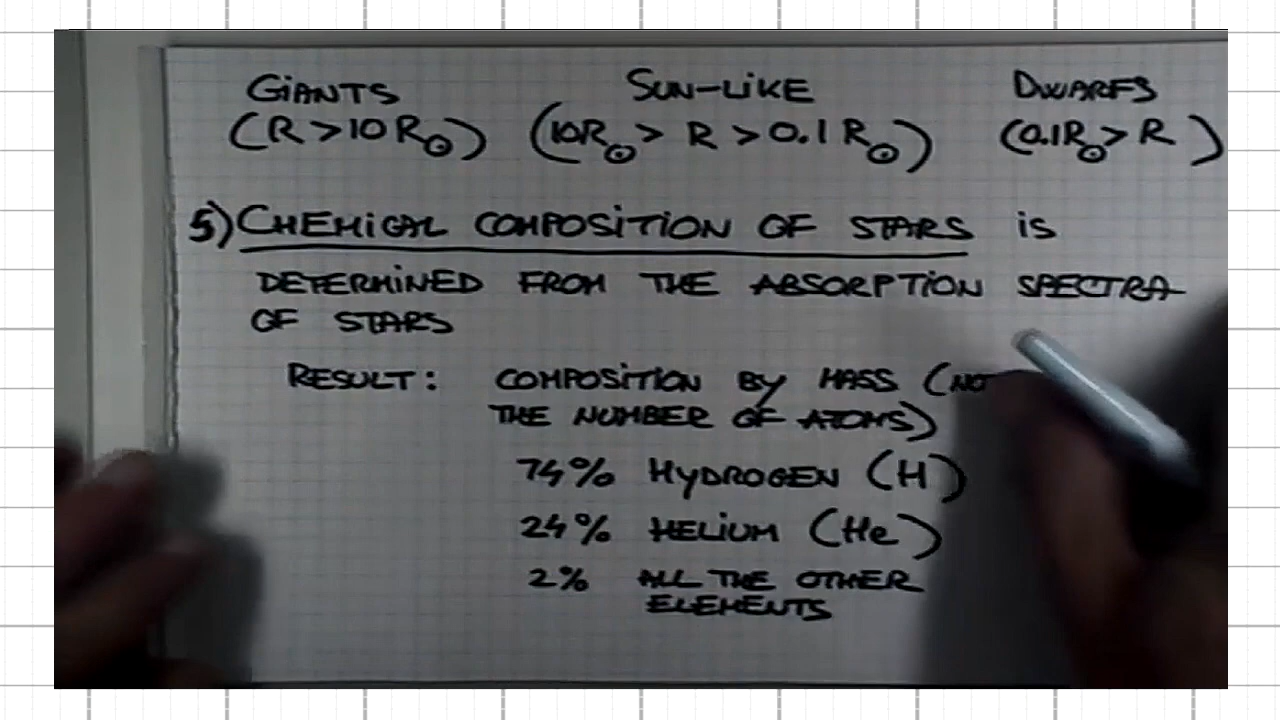 GIANTS SUN-LIKE DWARFS
(R > 10 R☉) (10R☉ > R > 0.1 R☉) (0.1R☉ > R )
5) CHEMICAL COMPOSITION OF STARS is
DETERMINED FROM THE ABSORPTION SPECTRA
OF STARS
RESULT: COMPOSITION BY MASS (NO
THE NUMBER OF ATOMS)
74% HYDROGEN (H)
24% HELIUM (He)
2% ALL THE OTHER
ELEMENTS